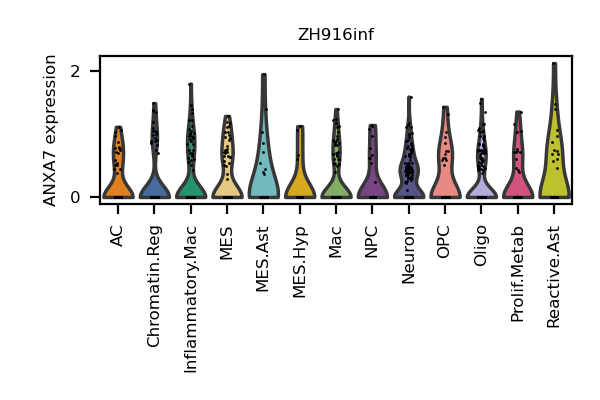 ZH916inf
ANXA7 expression
2
0
AC
Chromatin.Reg
Inflammatory.Mac
MES
MES.Ast
MES.Hyp
Mac
NPC
Neuron
OPC
Oligo
Prolif.Metab
Reactive.Ast